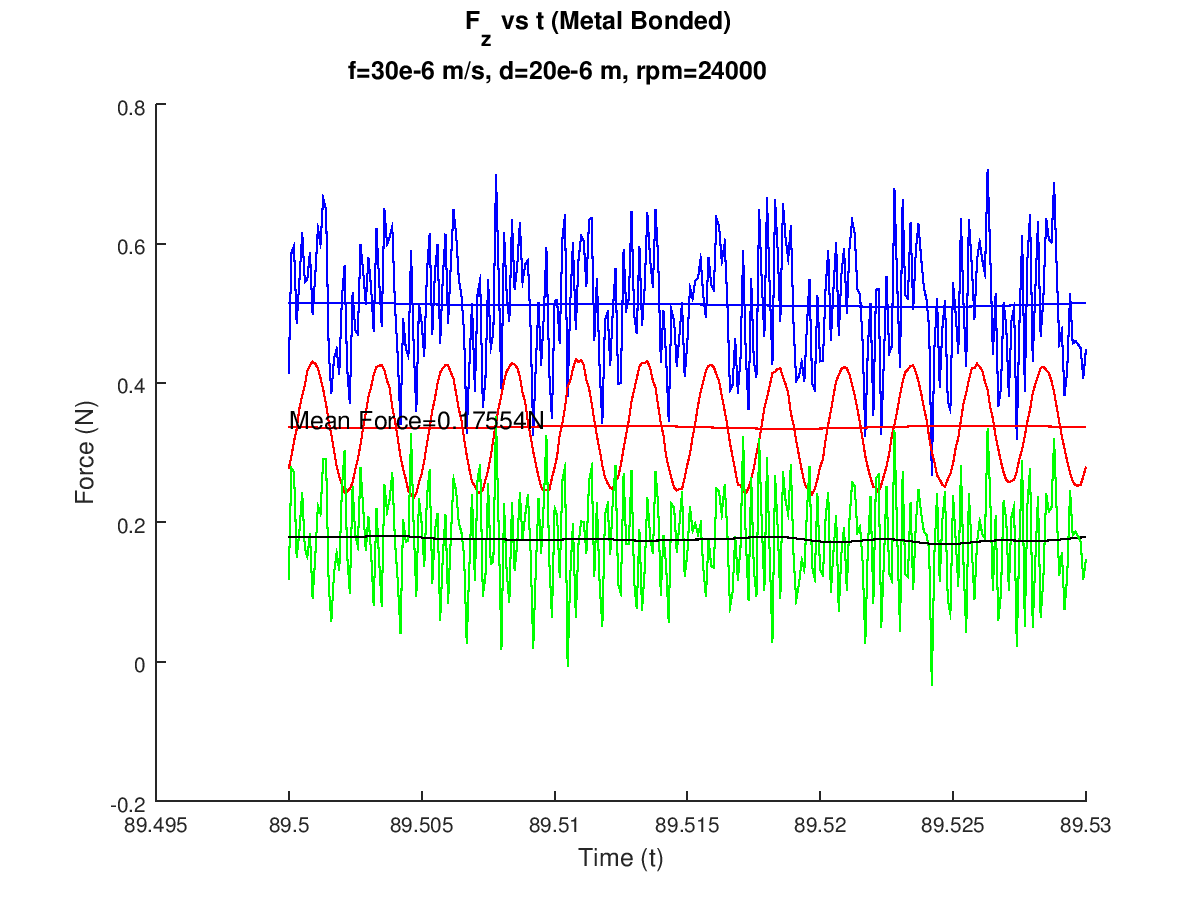 F_z vs t (Metal Bonded)
f=30e-6 m/s, d=20e-6 m, rpm=24000
0.8
0.6
0.4
0.2
0
-0.2
Force (N)
Mean Force=0.17554N
89.495 89.5 89.505 89.51 89.515 89.52 89.525 89.53
Time (t)